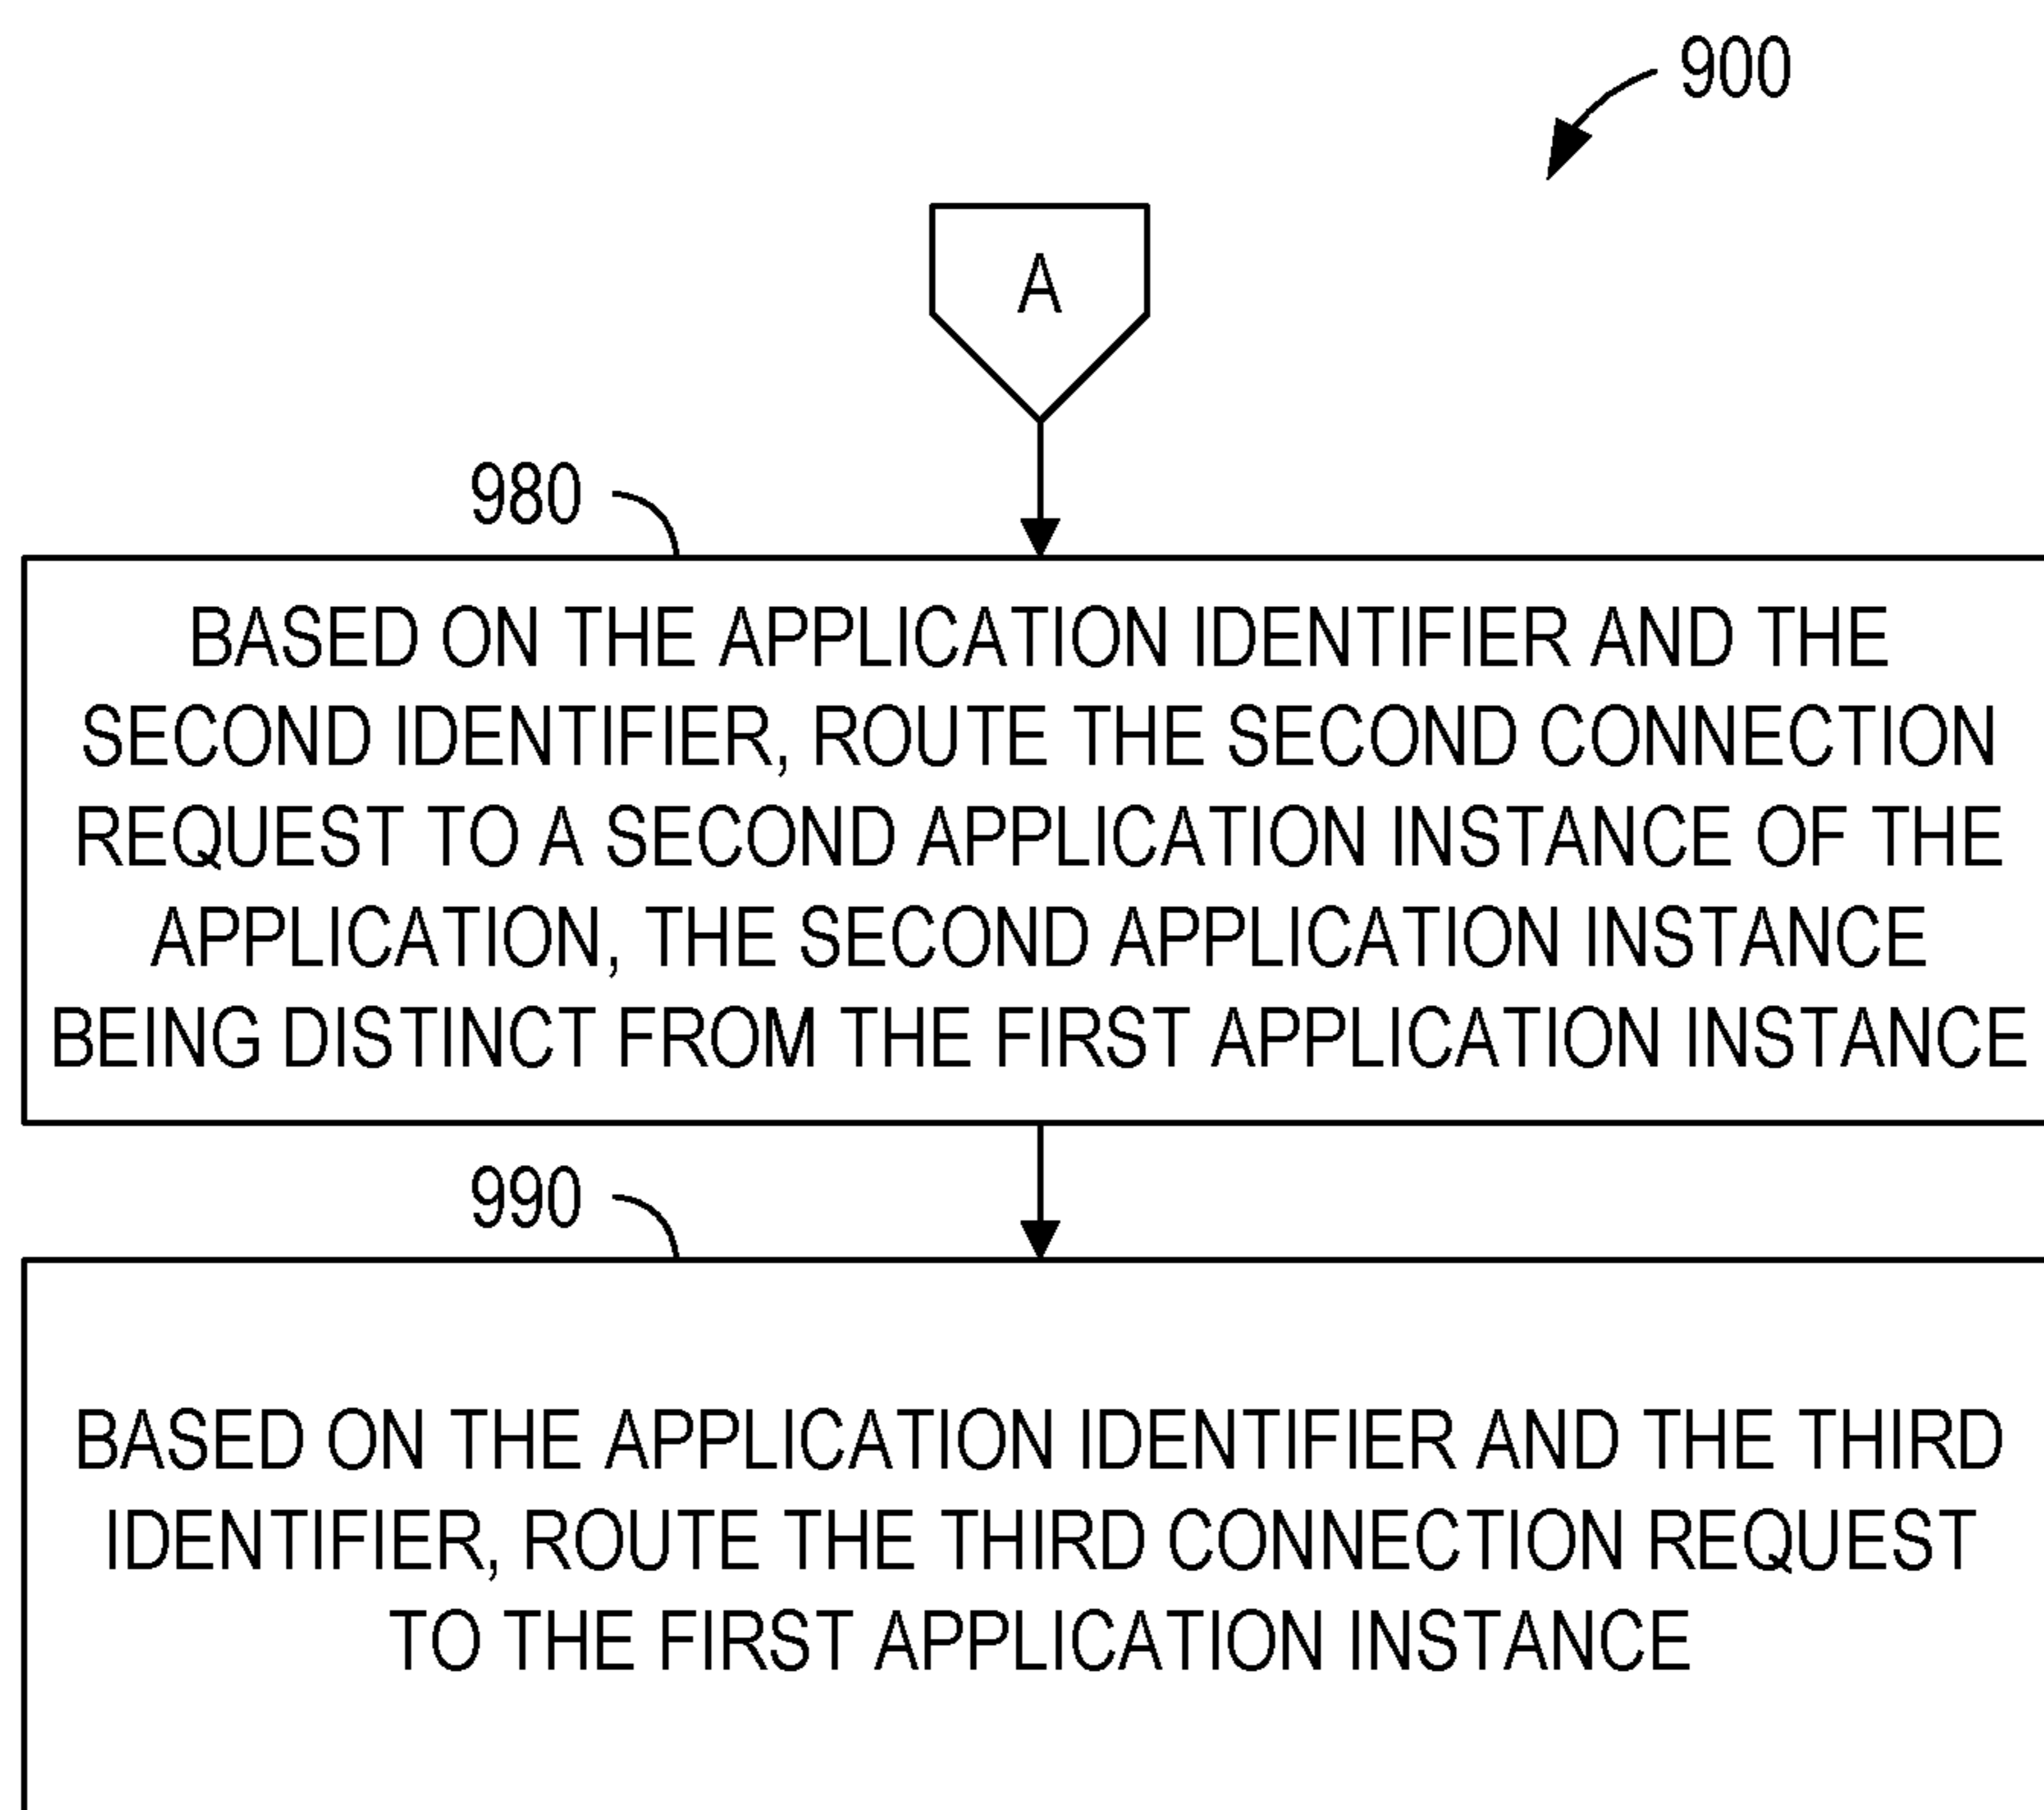 900
A
980
BASED ON THE APPLICATION IDENTIFIER AND THE
SECOND IDENTIFIER, ROUTE THE SECOND CONNECTION
REQUEST TO A SECOND APPLICATION INSTANCE OF THE
APPLICATION, THE SECOND APPLICATION INSTANCE
BEING DISTINCT FROM THE FIRST APPLICATION INSTANCE
990
BASED ON THE APPLICATION IDENTIFIER AND THE THIRD
IDENTIFIER, ROUTE THE THIRD CONNECTION REQUEST
TO THE FIRST APPLICATION INSTANCE